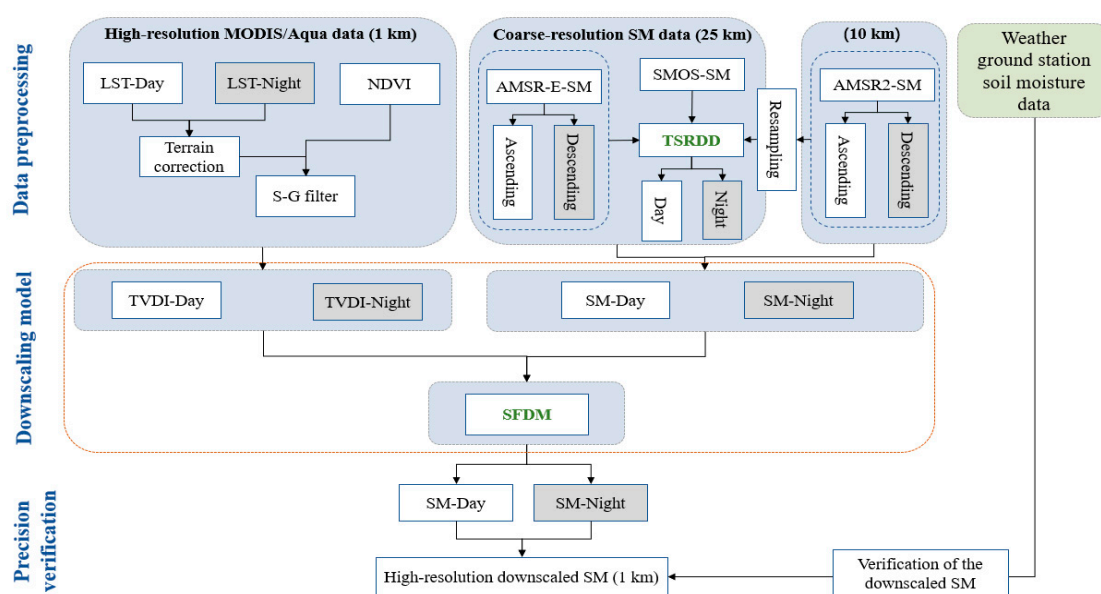 High-resolution MODIS/Aqua data (1 km)
Coarse-resolution SM data (25 km)
(10 km)
Weather
ground station
soil moisture
data
Data preprocessing
LST-Day
LST-Night
NDVI
Terrain
correction
S-G filter
AMSR-E-SM
Ascending
Descending
SMOS-SM
TSRDD
Day
Night
Resampling
AMSR2-SM
Ascending
Descending
Downscaling model
TVDI-Day
TVDI-Night
SM-Day
SM-Night
SFDM
Precision
verification
SM-Day
SM-Night
High-resolution downscaled SM (1 km)
Verification of the
downscaled SM